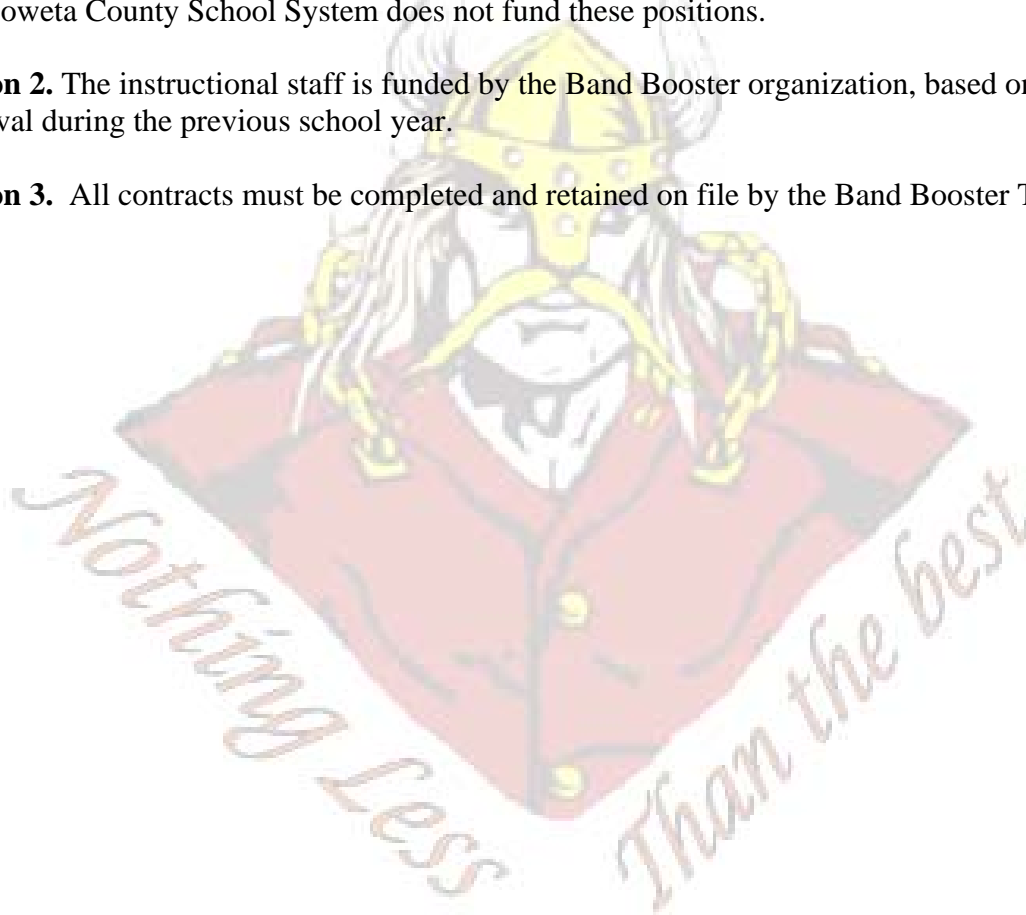 oweta County School System does not fund these positions.
on 2. The instructional staff is funded by the Band Booster organization, based on
val during the previous school year.
on 3. All contracts must be completed and retained on file by the Band Booster T
Nothing Less
Than the best